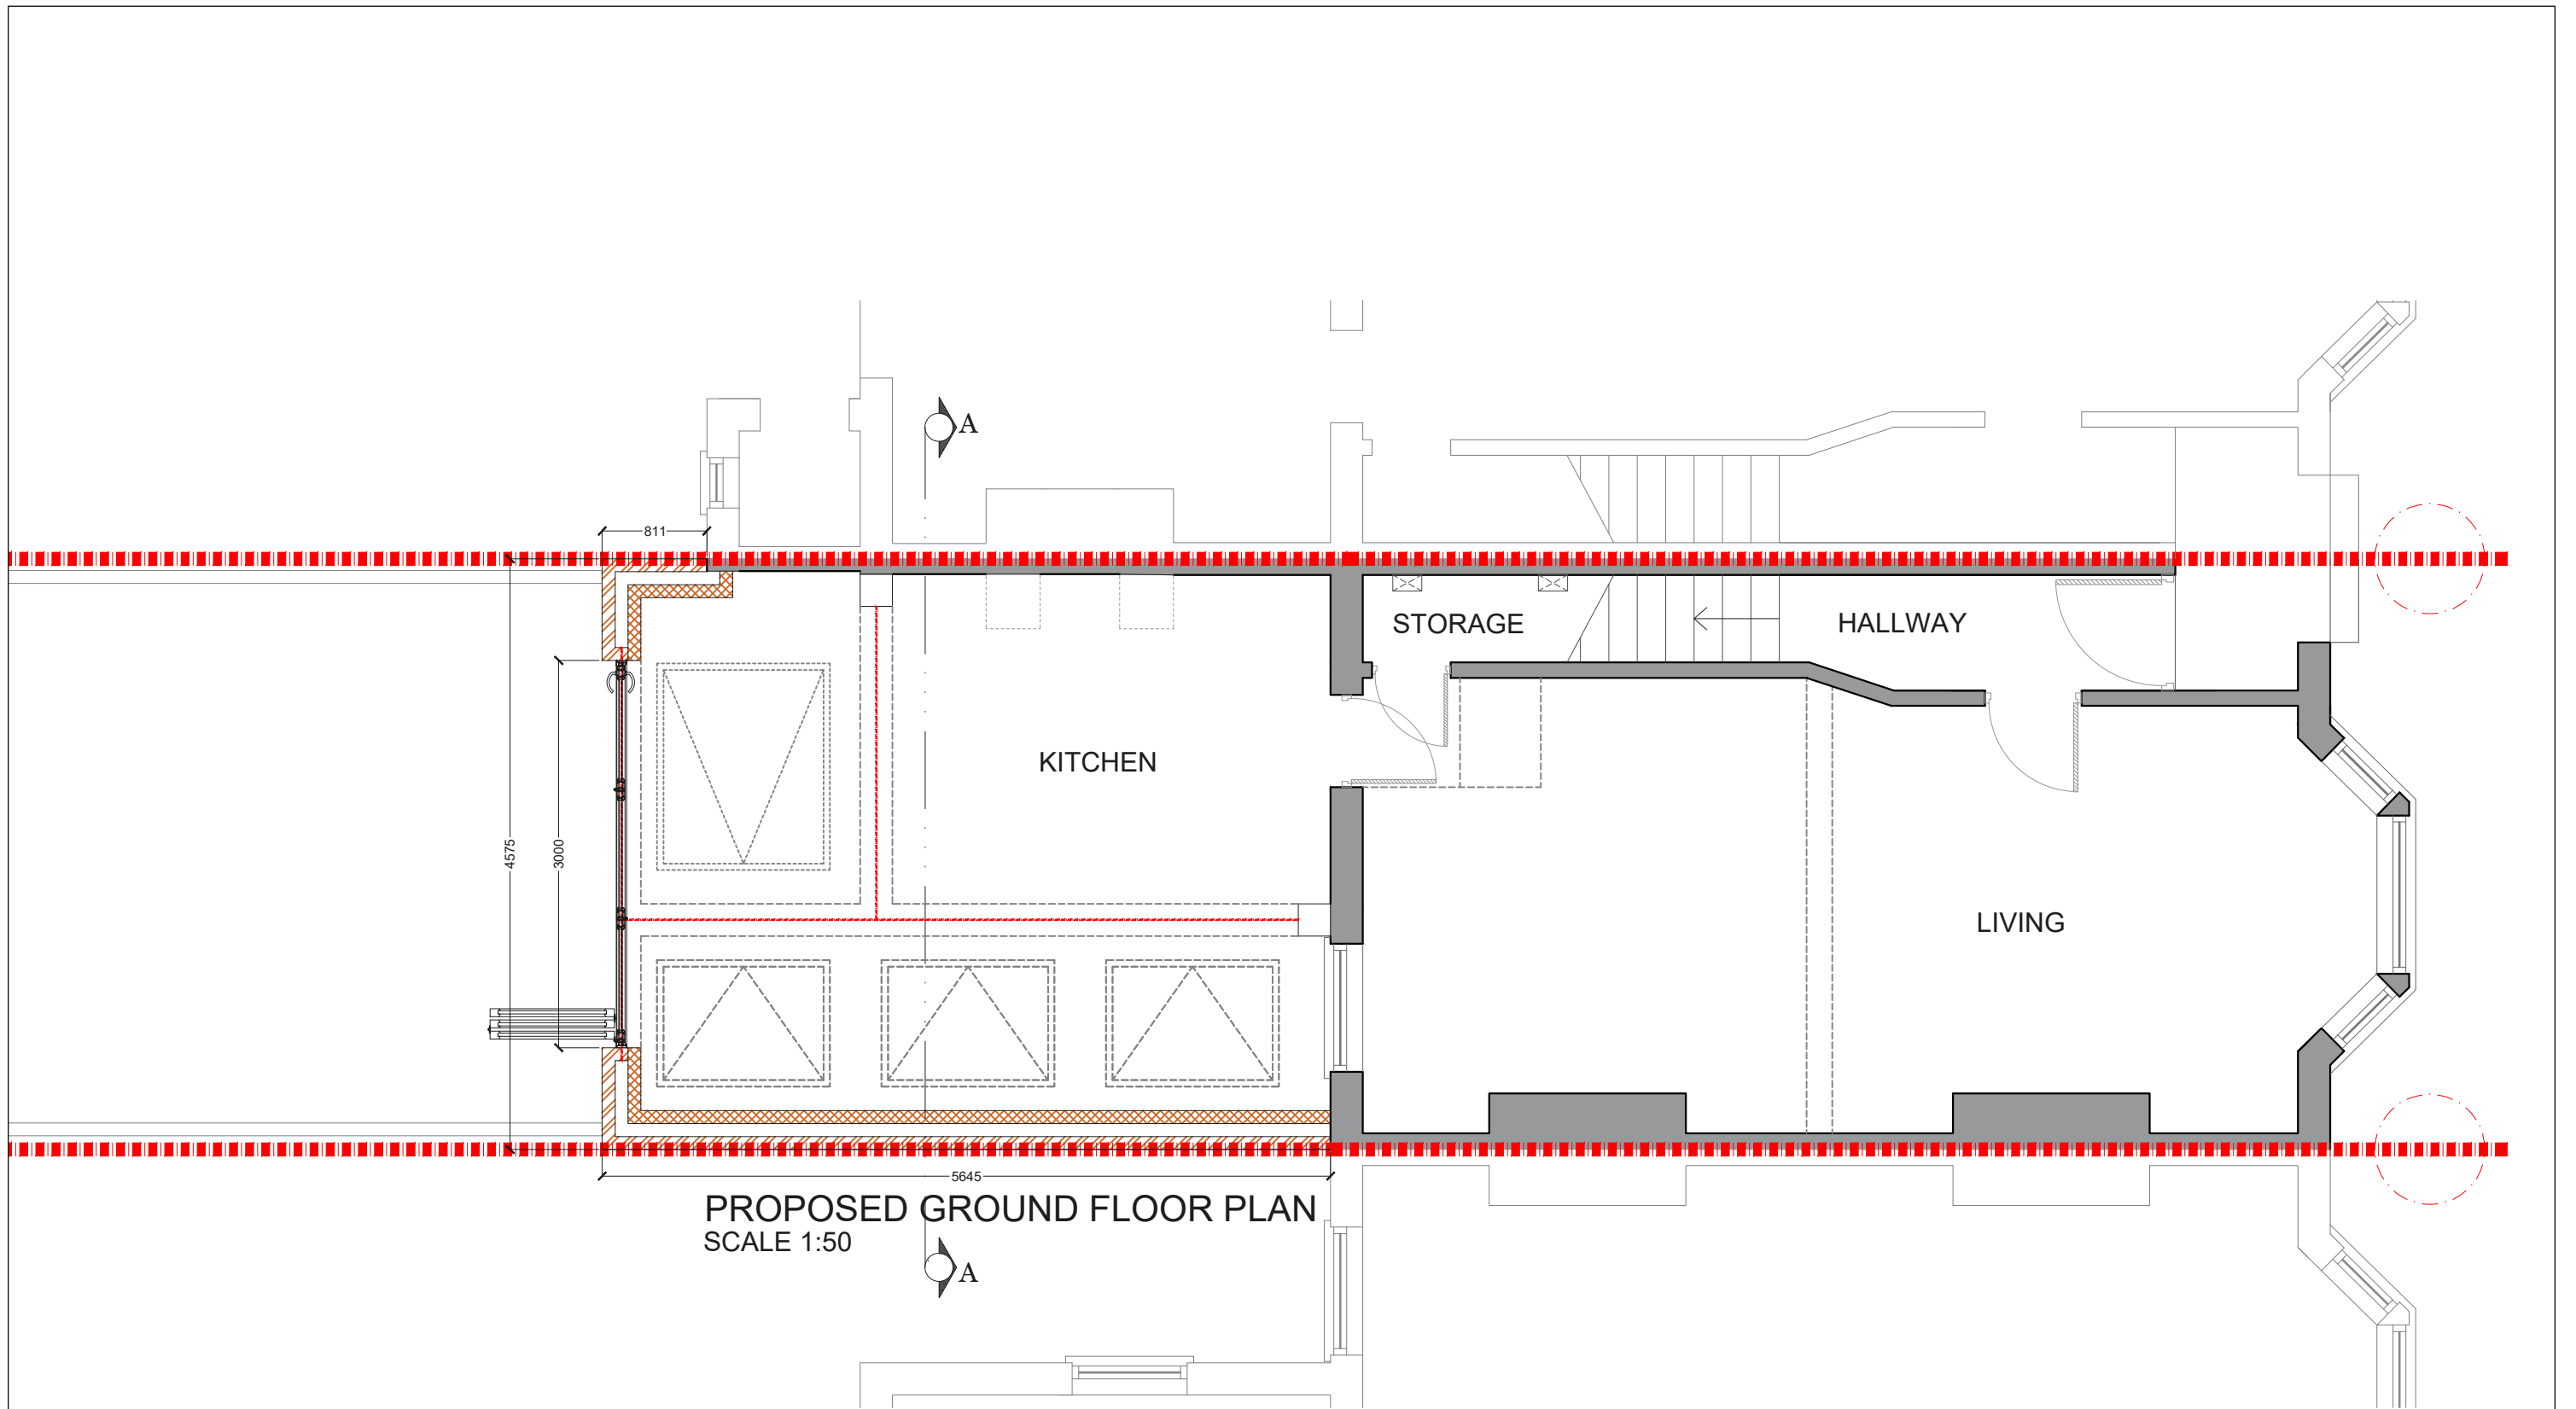 A
811
STORAGE
HALLWAY
KITCHEN
4575
3000
LIVING
5645
PROPOSED GROUND FLOOR PLAN
SCALE 1:50
A